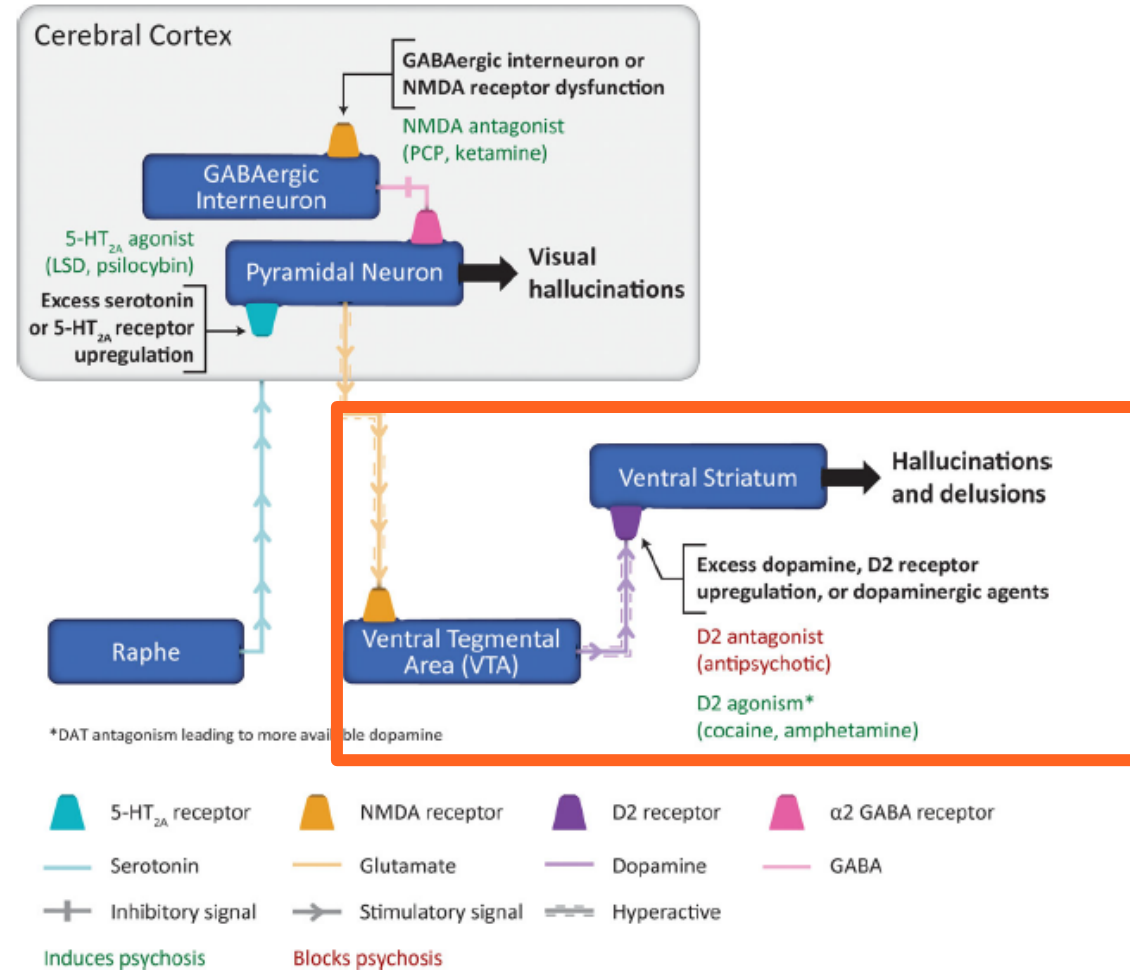 Cerebral Cortex
GABAergic interneuron or
NMDA receptor dysfunction
NMDA antagonist
(PCP, ketamine)
GABAergic
Interneuron
5-HT2A agonist
(LSD, psilocybin)
Pyramidal Neuron
Visual
hallucinations
Excess serotonin
or 5-HT2A receptor
upregulation
Ventral Striatum
Hallucinations
and delusions
Excess dopamine, D2 receptor
upregulation, or dopaminergic agents
Raphe
Ventral Tegmental
Area (VTA)
D2 antagonist
(antipsychotic)
D2 agonism*
(cocaine, amphetamine)
*DAT antagonism leading to more available dopamine
5-HT2A receptor
NMDA receptor
D2 receptor
α2 GABA receptor
Serotonin
Glutamate
Dopamine
GABA
Inhibitory signal
Stimulatory signal
Hyperactive
Induces psychosis
Blocks psychosis